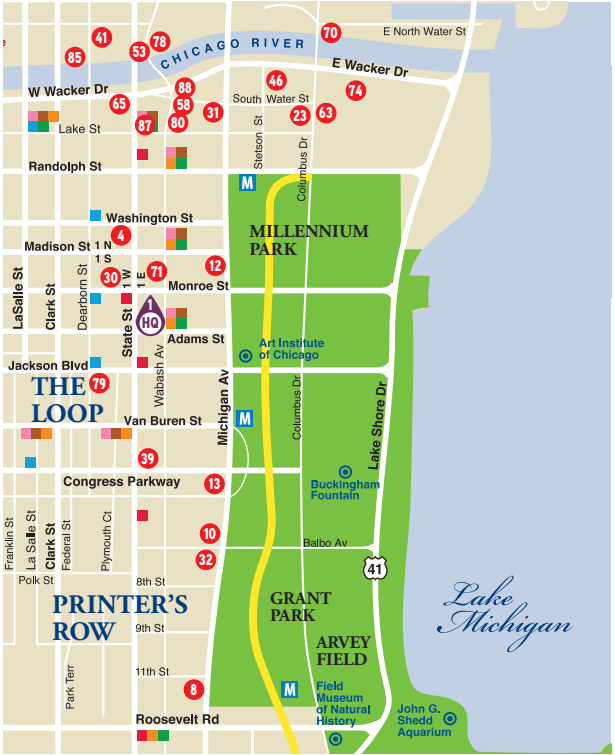 70
E North Water St
41
78
53
85
CHICAGO RIVER
E Wacker Dr
W Wacker Dr
88
46
74
65
58
South Water St
31
23
63
87
80
Lake St
Stetson St
Columbus Dr
Randolph St
M
Washington St
MILLENNIUM
PARK
4
Madison St
1 N
1 S
12
30
71
1 W
1 E
Monroe St
LaSalle St
Clark St
Dearborn St
State St
1
HQ
Adams St
Art Institute
of Chicago
Wabash Av
Michigan Av
Columbus Dr
Lake Shore Dr
Jackson Blvd
79
THE
LOOP
Van Buren St
M
39
Congress Parkway
13
Buckingham
Fountain
Franklin St
La Salle St
Clark St
Federal St
Plymouth Ct
10
32
Balbo Av
41
Polk St
8th St
PRINTER'S
ROW
GRANT
PARK
Lake
Michigan
9th St
ARVEY
FIELD
11th St
Park Terr
8
M
Field
Museum
of Natural
History
John G.
Shedd
Aquarium
Roosevelt Rd